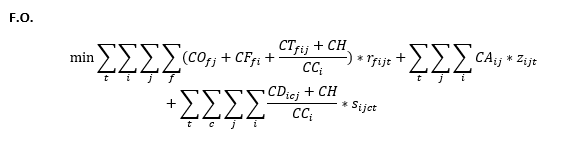 F.O.
min ∑_t ∑_i ∑_j ∑_f (CO_fj + CF_fi + (CT_fij + CH) / CC_i) * r_fijt + ∑_t ∑_j ∑_i CA_ij * z_ijt
+ ∑_t ∑_c ∑_j ∑_i (CD_icj + CH) / CC_i * s_ijct